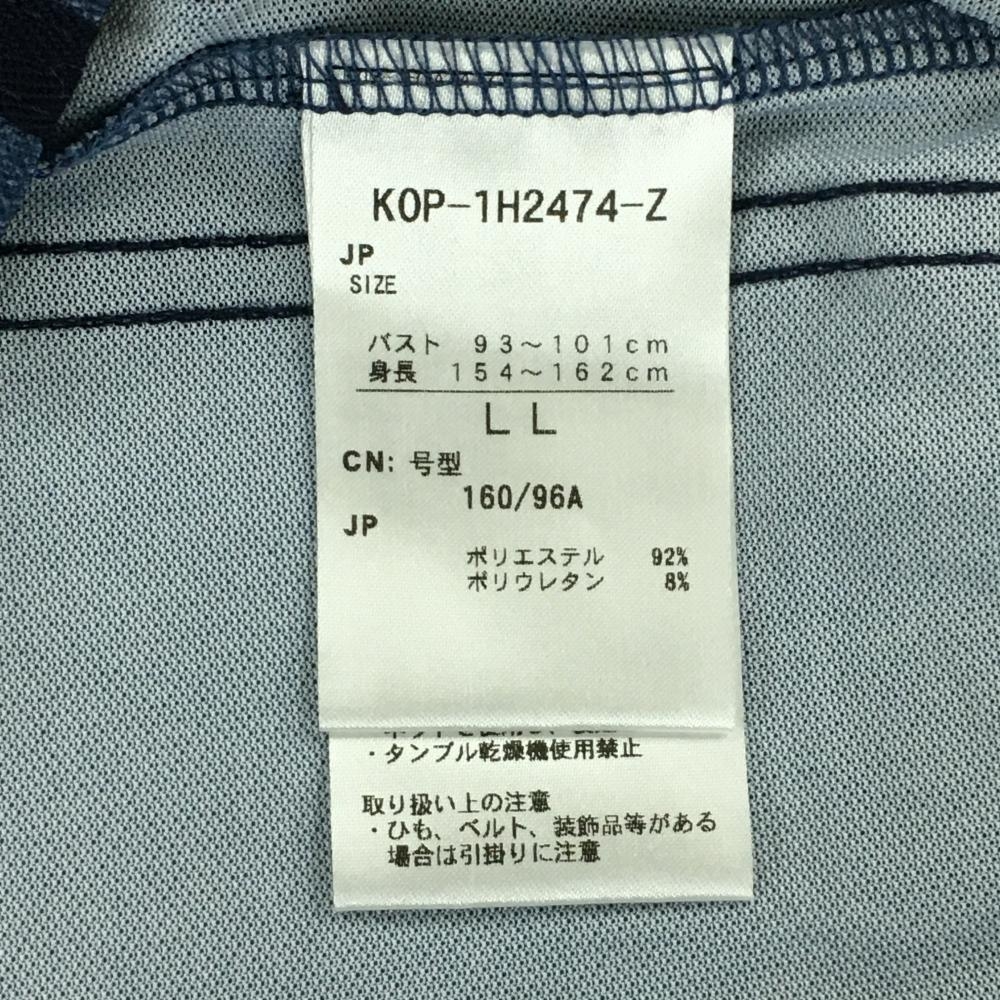 KOP-1H2474-Z
JP
SIZE
バスト 93～101cm
身長 154～162cm
LL
CN: 号型
160/96A
JP
ポリエステル 92%
ポリウレタン 8%
・タンブル乾燥機使用禁止
取り扱い上の注意
・ひも、ベルト、装飾品等がある
場合は引掛りに注意